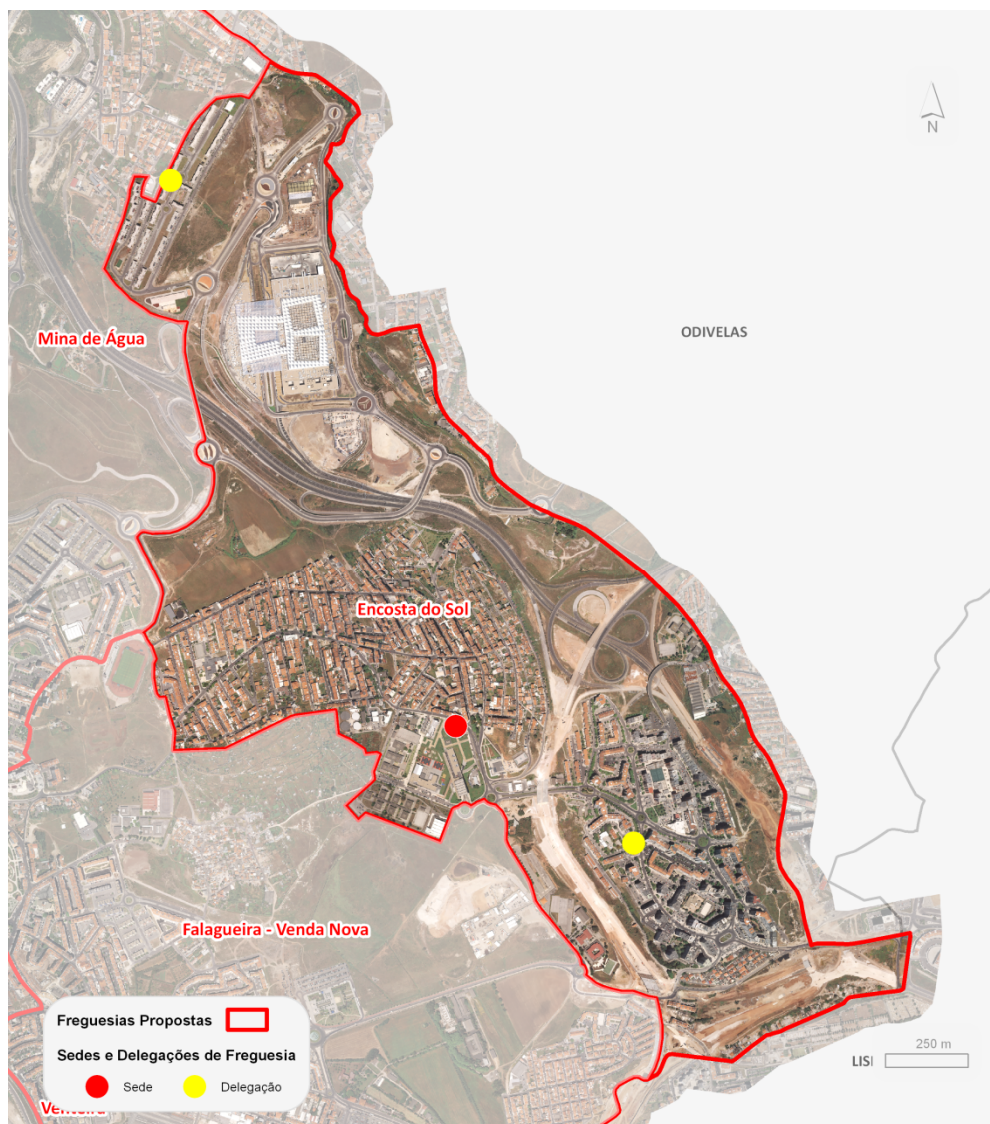 N
ODIVELAS
Mina de Água
Encosta do Sol
Falagueira - Venda Nova
Freguesias Propostas
Sedes e Delegações de Freguesia
Sede
Delegação
250 m